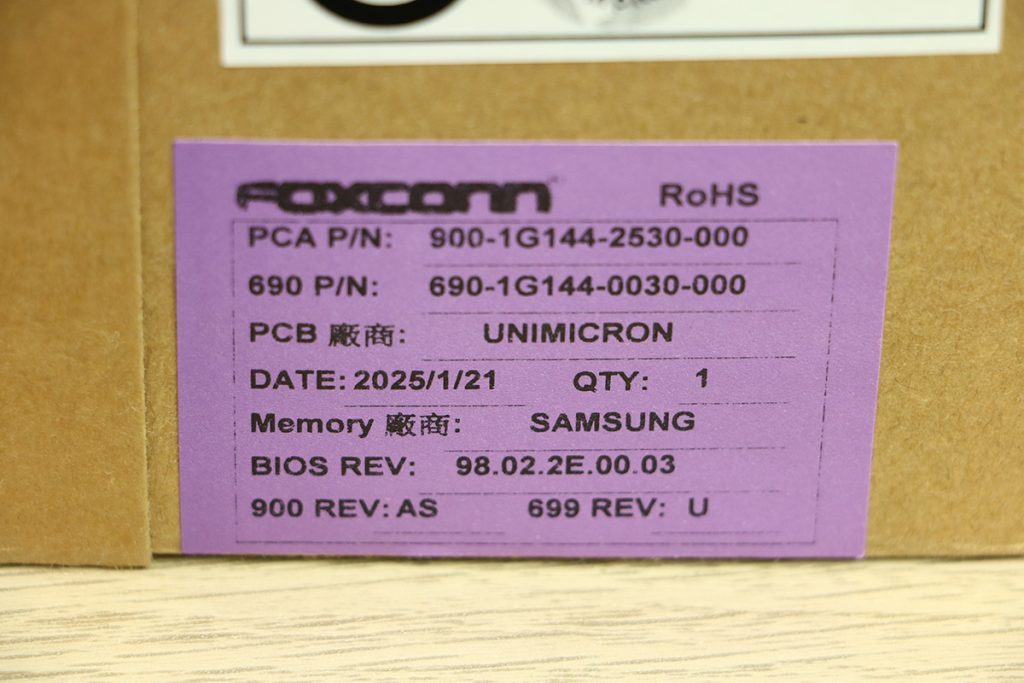 FOXCONN RoHS
PCA P/N: 900-1G144-2530-000
690 P/N: 690-1G144-0030-000
PCB 廠商: UNIMICRON
DATE: 2025/1/21 QTY: 1
Memory 廠商: SAMSUNG
BIOS REV: 98.02.2E.00.03
900 REV: AS 699 REV: U